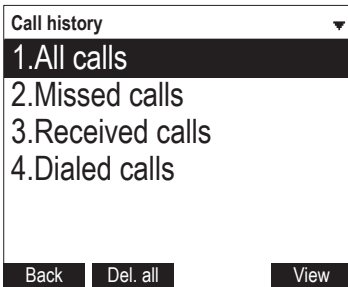 Call history
1.All calls
2.Missed calls
3.Received calls
4.Dialed calls
Back Del. all View